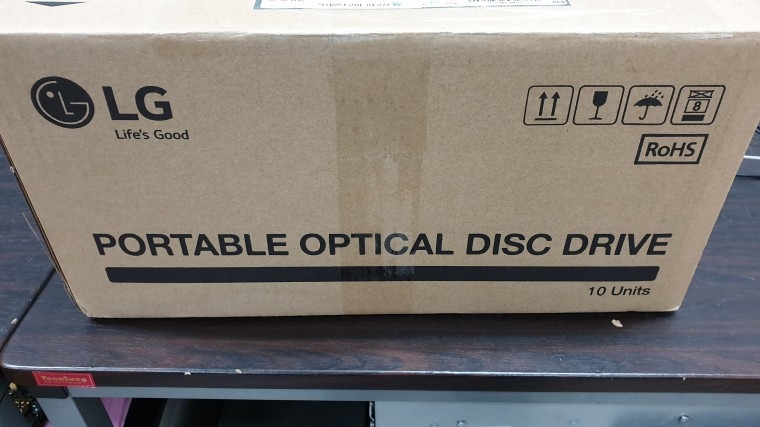 LG
Life's Good
8
RoHS
PORTABLE OPTICAL DISC DRIVE
10 Units